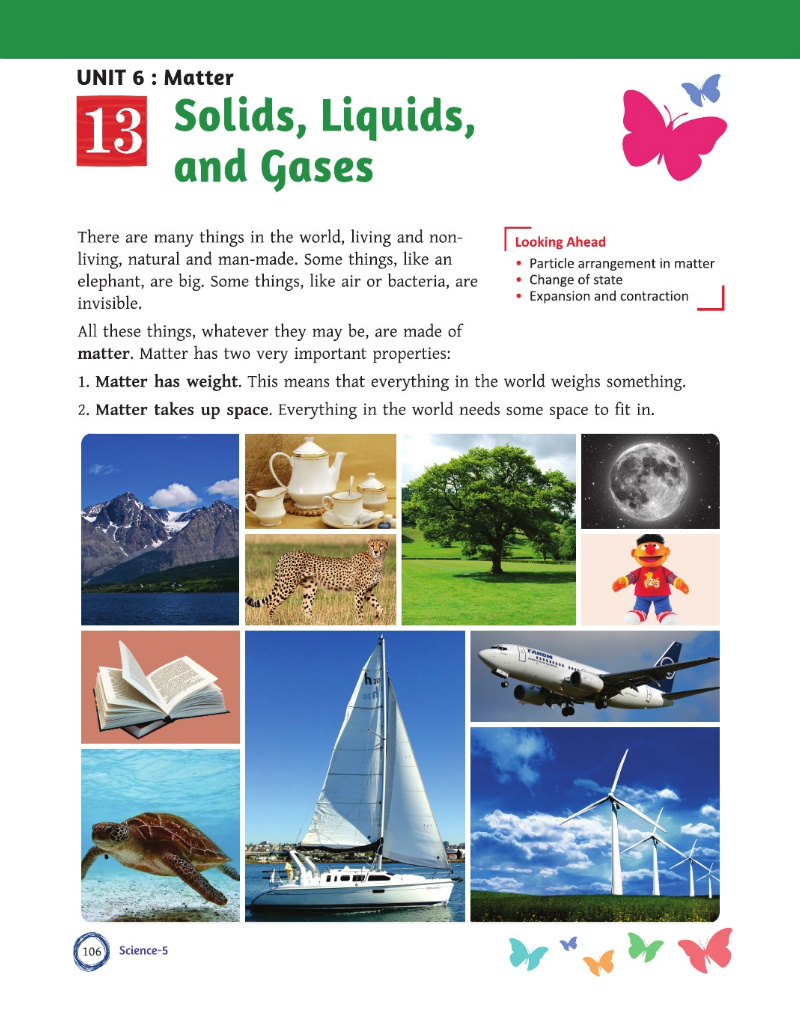 UNIT 6 : Matter
13
Solids, Liquids,
and Gases
There are many things in the world, living and non-
living, natural and man-made. Some things, like an
elephant, are big. Some things, like air or bacteria, are
invisible.
Looking Ahead
• Particle arrangement in matter
• Change of state
• Expansion and contraction
All these things, whatever they may be, are made of
matter. Matter has two very important properties:
1. Matter has weight. This means that everything in the world weighs something.
2. Matter takes up space. Everything in the world needs some space to fit in.
TAROM
106
Science-5